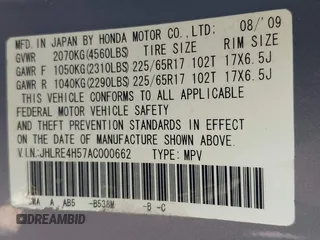 MFD. IN JAPAN BY HONDA MOTOR CO., LTD. 08/'09
GVWR 2070KG(4560LBS) TIRE SIZE RIM SIZE
GAWR F 1050KG(2310LBS) 225/65R17 102T 17X6.5J
GAWR R 1040KG(2290LBS) 225/65R17 102T 17X6.5J
THIS VEHICLE CONFORMS TO ALL APPLICABLE
FEDERAL MOTOR VEHICLE SAFETY STANDARDS IN
EFFECT ON THE DATE OF MANUFACTURE SHOWN ABOVE.
V.I.N.: JHLRE4H57AC000662 TYPE: MPV
A AB5 -B538M -B -C
DREAMBID